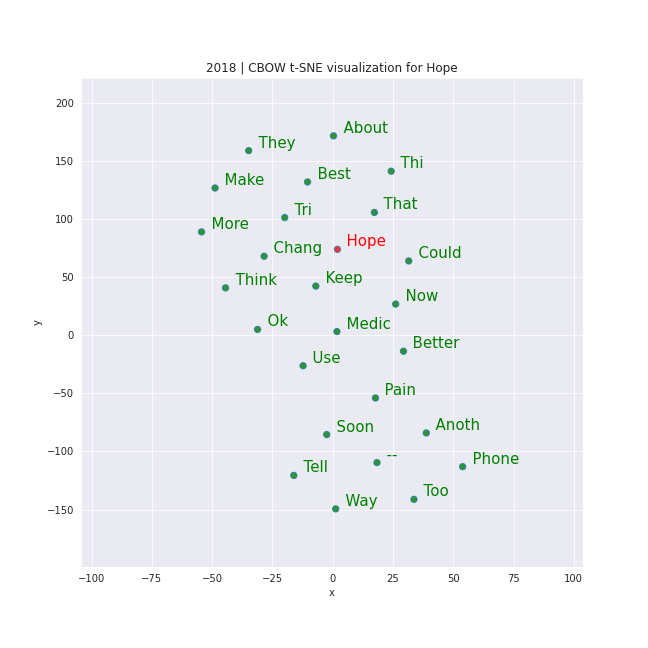 2018 | CBOW t-SNE visualization for Hope
200
150
100
50
0
−50
−100
−150
y
About
They
Thi
Best
Make
That
Tri
More
Hope
Chang
Could
Keep
Think
Now
Ok
Medic
Better
Use
Pain
Soon
Anoth
--
Phone
Tell
Too
Way
−100
−75
−50
−25
0
25
50
75
100
x